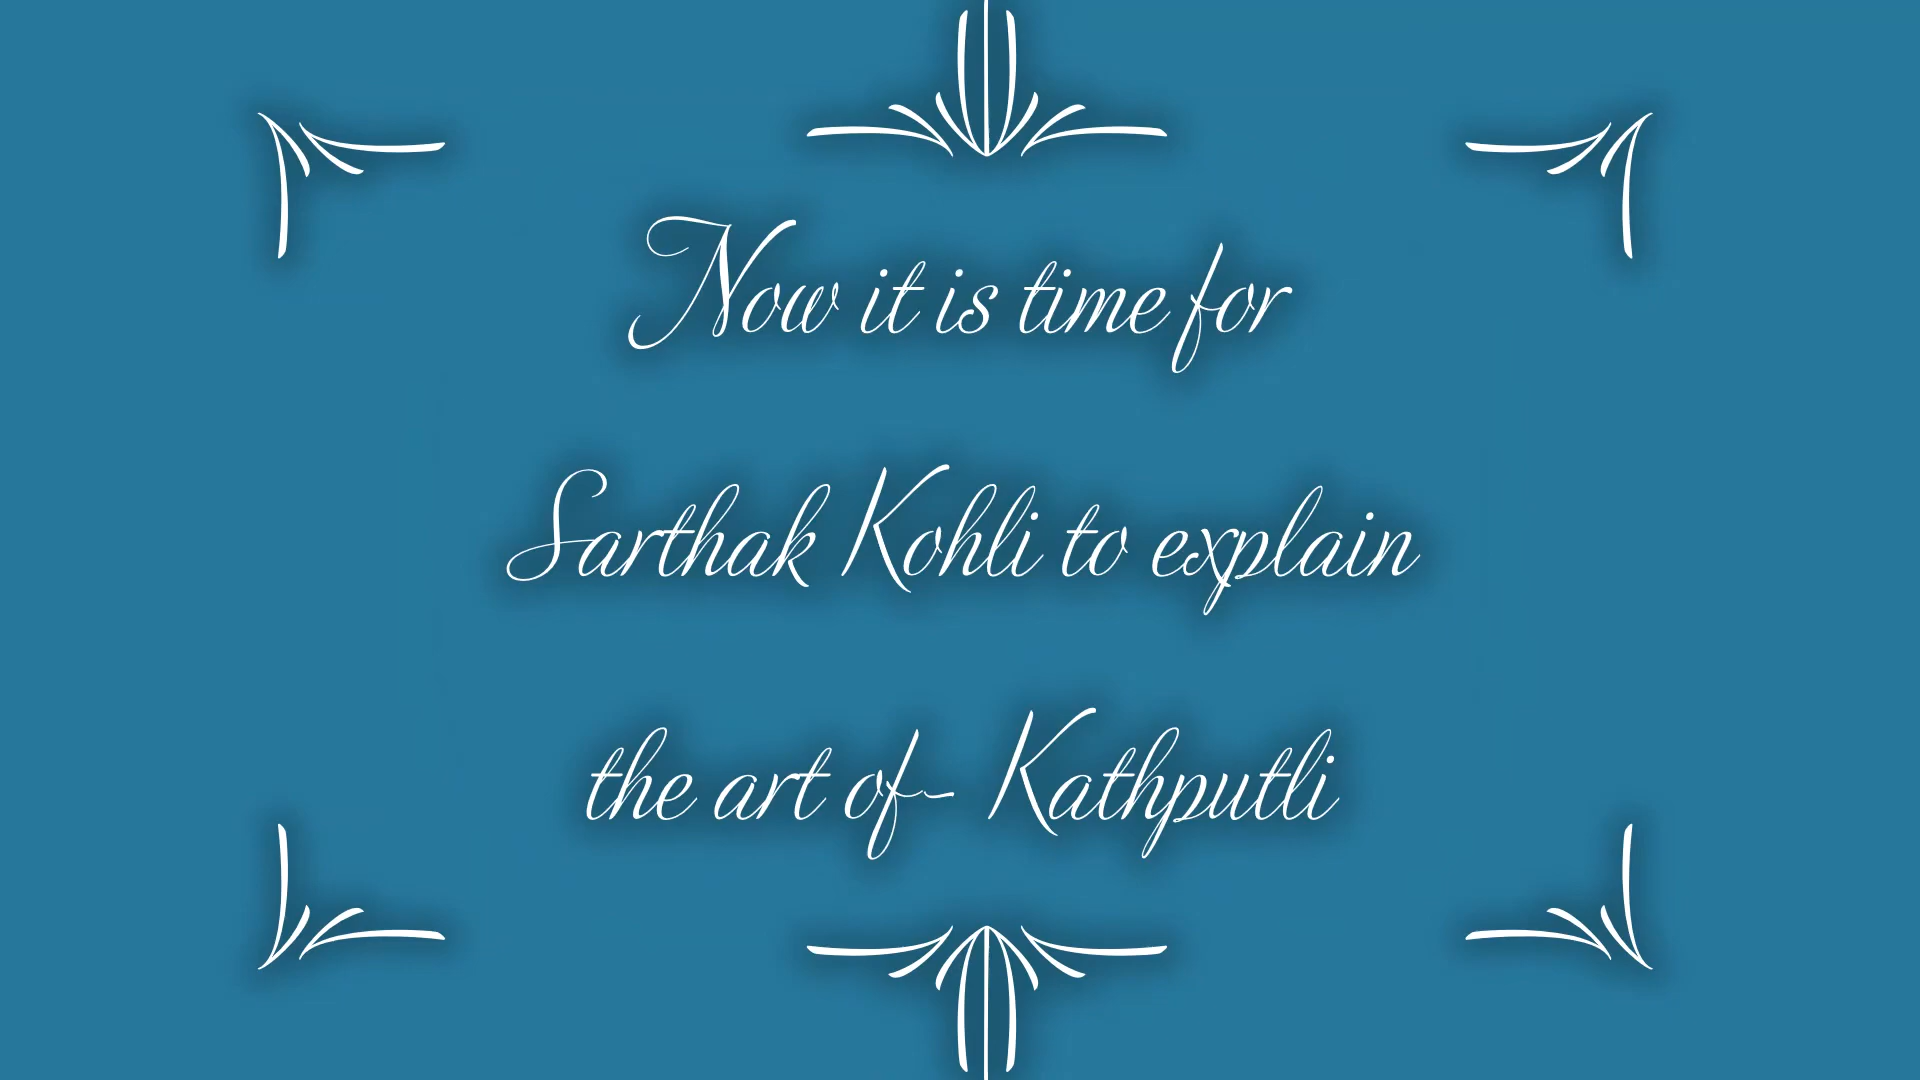 Now it is time for
Sarthak Kohli to explain
the art of- Kathputli